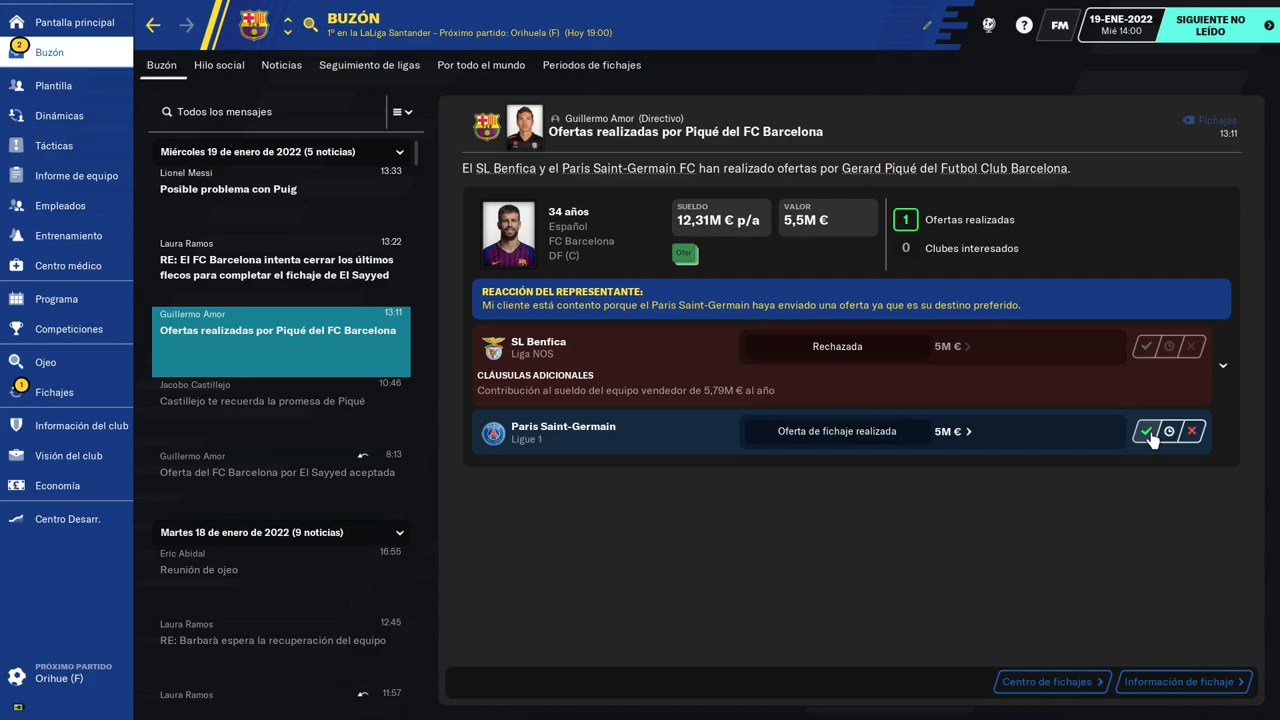 Pantalla principal
2
Buzón
Plantilla
Dinámicas
Tácticas
Informe de equipo
Empleados
Entrenamiento
Centro médico
Programa
Competiciones
Ojeo
1
Fichajes
Información del club
Visión del club
Economía
Centro Desarr.
PRÓXIMO PARTIDO
Orihue (F)
BUZÓN
1º en la LaLiga Santander - Próximo partido: Orihuela (F) (Hoy 19:00)
?
FM
19-ENE-2022
Mié 14:00
SIGUIENTE NO LEÍDO
Buzón
Hilo social
Noticias
Seguimiento de ligas
Por todo el mundo
Periodos de fichajes
Todos los mensajes
Miércoles 19 de enero de 2022 (5 noticias)
Lionel Messi
13:33
Posible problema con Puig
Laura Ramos
13:22
RE: El FC Barcelona intenta cerrar los últimos
flecos para completar el fichaje de El Sayyed
Guillermo Amor
13:11
Ofertas realizadas por Piqué del FC Barcelona
Jacobo Castillejo
10:46
Castillejo te recuerda la promesa de Piqué
Guillermo Amor
8:13
Oferta del FC Barcelona por El Sayyed aceptada
Martes 18 de enero de 2022 (9 noticias)
Eric Abidal
16:55
Reunión de ojeo
Laura Ramos
12:45
RE: Barbarà espera la recuperación del equipo
Laura Ramos
11:57
Guillermo Amor (Directivo)
Ofertas realizadas por Piqué del FC Barcelona
Fichajes
13:11
El SL Benfica y el Paris Saint-Germain FC han realizado ofertas por Gerard Piqué del Futbol Club Barcelona.
34 años
Español
FC Barcelona
DF (C)
SUELDO
12,31M € p/a
VALOR
5,5M €
Ofer
1 Ofertas realizadas
0 Clubes interesados
REACCIÓN DEL REPRESENTANTE:
Mi cliente está contento porque el Paris Saint-Germain haya enviado una oferta ya que es su destino preferido.
SL Benfica
Liga NOS
Rechazada
5M €
CLÁUSULAS ADICIONALES
Contribución al sueldo del equipo vendedor de 5,79M € al año
Paris Saint-Germain
Ligue 1
Oferta de fichaje realizada
5M €
Centro de fichajes
Información de fichaje